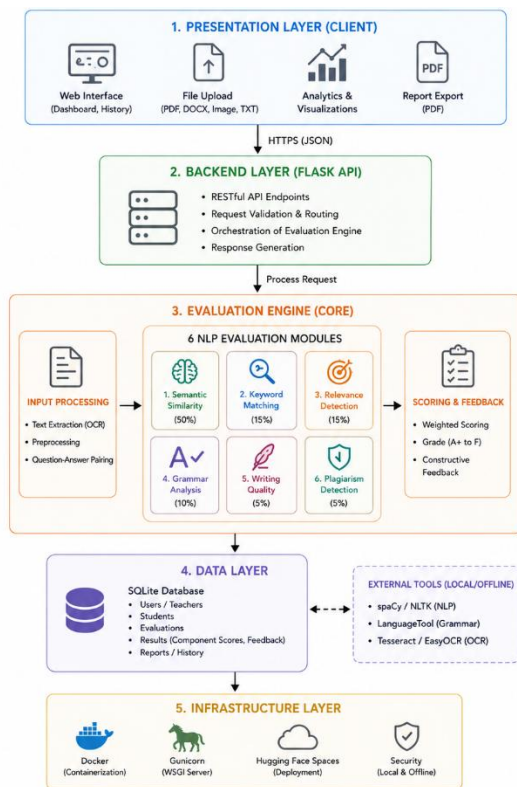 1. PRESENTATION LAYER (CLIENT)
Web Interface
(Dashboard, History)
File Upload
(PDF, DOCX, Image, TXT)
Analytics &
Visualizations
PDF
Report Export
(PDF)
HTTPS (JSON)
2. BACKEND LAYER (FLASK API)
• RESTful API Endpoints
• Request Validation & Routing
• Orchestration of Evaluation Engine
• Response Generation
Process Request
3. EVALUATION ENGINE (CORE)
INPUT PROCESSING
• Text Extraction (OCR)
• Preprocessing
• Question-Answer Pairing
6 NLP EVALUATION MODULES
1. Semantic
Similarity
(50%)
2. Keyword
Matching
(15%)
3. Relevance
Detection
(15%)
A
4. Grammar
Analysis
(10%)
5. Writing
Quality
(5%)
6. Plagiarism
Detection
(5%)
SCORING & FEEDBACK
• Weighted Scoring
• Grade (A+ to F)
• Constructive
Feedback
4. DATA LAYER
SQLite Database
• Users / Teachers
• Students
• Evaluations
• Results (Component Scores, Feedback)
• Reports / History
EXTERNAL TOOLS (LOCAL/OFFLINE)
• spaCy / NLTK (NLP)
• LanguageTool (Grammar)
• Tesseract / EasyOCR (OCR)
5. INFRASTRUCTURE LAYER
Docker
(Containerization)
Gunicorn
(WSGI Server)
Hugging Face Spaces
(Deployment)
Security
(Local & Offline)